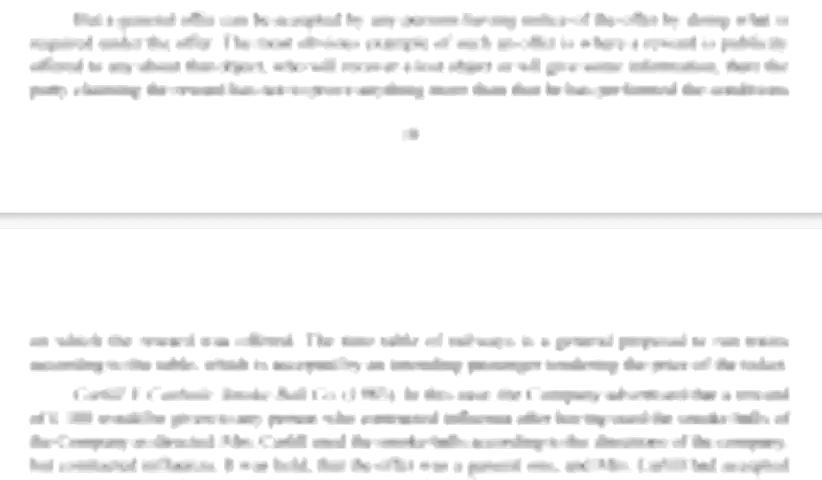 But a general offer can be accepted by any person having notice of the offer by doing what is
required under the offer. The most obvious example of such an offer is where a reward is publicly
offered to any about that object, who will recover a lost object or will give some information, then the
party claiming the reward has not to prove anything more than that he has performed the conditions
on which the reward was offered. The time table of railways is a general proposal to run trains
according to the table, which is accepted by an intending passenger tendering the price of the ticket.
Carlill V. Carbolic Smoke Ball Co. In this case, the Company advertised that a reward
of would be given to any person who contracted influenza after having used the smoke balls of
the Company as directed. Mrs. Carlill used the smoke balls according to the directions of the company,
but contracted influenza. It was held, that the offer was a general one, and Mrs. Carlill had accepted